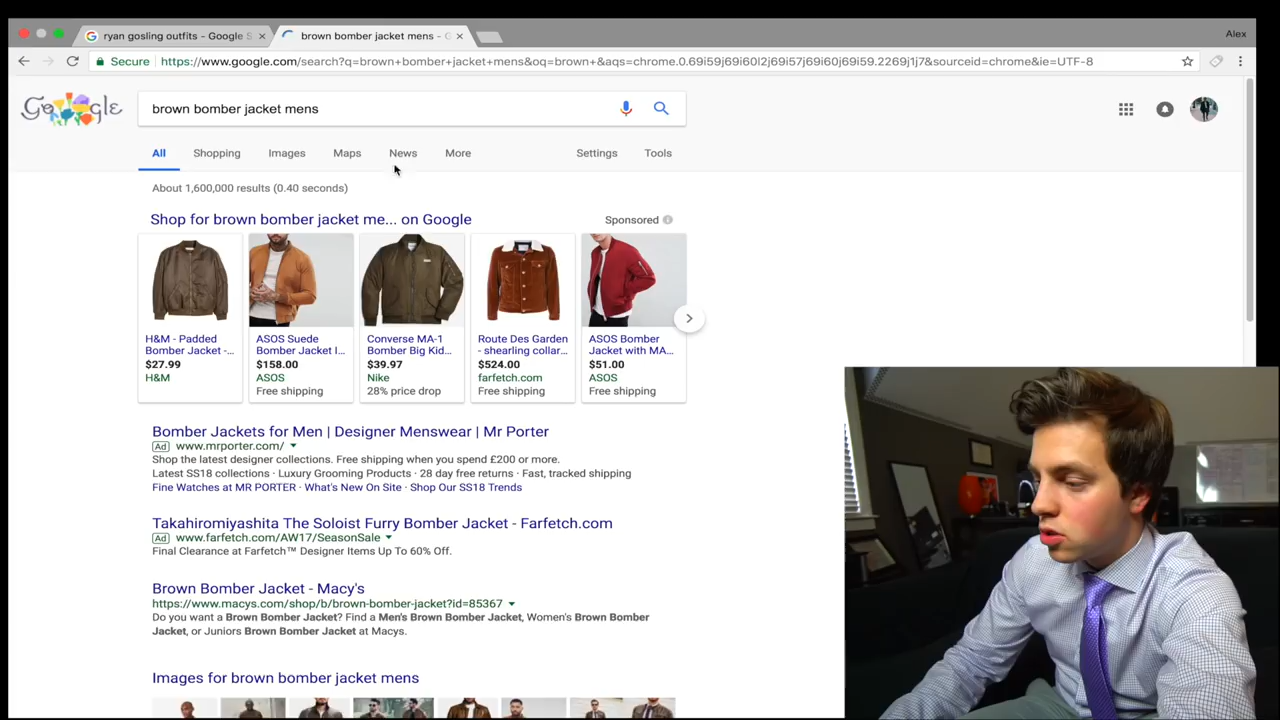 ryan gosling outfits - Google S
brown bomber jacket mens - G
Alex
Secure https://www.google.com/search?q=brown+bomber+jacket+mens&oq=brown+&aqs=chrome.0.69i59j69i60l2j69i57j69i60j69i59.2269j1j7&sourceid=chrome&ie=UTF-8
Google
brown bomber jacket mens
All Shopping Images Maps News More Settings Tools
About 1,600,000 results (0.40 seconds)
Shop for brown bomber jacket me... on Google
Sponsored
H&M - Padded
Bomber Jacket -...
$27.99
H&M
ASOS Suede
Bomber Jacket I...
$158.00
ASOS
Free shipping
Converse MA-1
Bomber Big Kid...
$39.97
Nike
28% price drop
Route Des Garden
- shearling collar...
$524.00
farfetch.com
Free shipping
ASOS Bomber
Jacket with MA...
$51.00
ASOS
Free shipping
Bomber Jackets for Men | Designer Menswear | Mr Porter
Ad www.mrporter.com/
Shop the latest designer collections. Free shipping when you spend £200 or more.
Latest SS18 collections · Luxury Grooming Products · 28 day free returns · Fast, tracked shipping
Fine Watches at MR PORTER · What's New On Site · Shop Our SS18 Trends
Takahiromiyashita The Soloist Furry Bomber Jacket - Farfetch.com
Ad www.farfetch.com/AW17/SeasonSale
Final Clearance at Farfetch™ Designer Items Up To 60% Off.
Brown Bomber Jacket - Macy's
https://www.macys.com/shop/b/brown-bomber-jacket?id=85367
Do you want a Brown Bomber Jacket? Find a Men's Brown Bomber Jacket, Women's Brown Bomber
Jacket, or Juniors Brown Bomber Jacket at Macys.
Images for brown bomber jacket mens